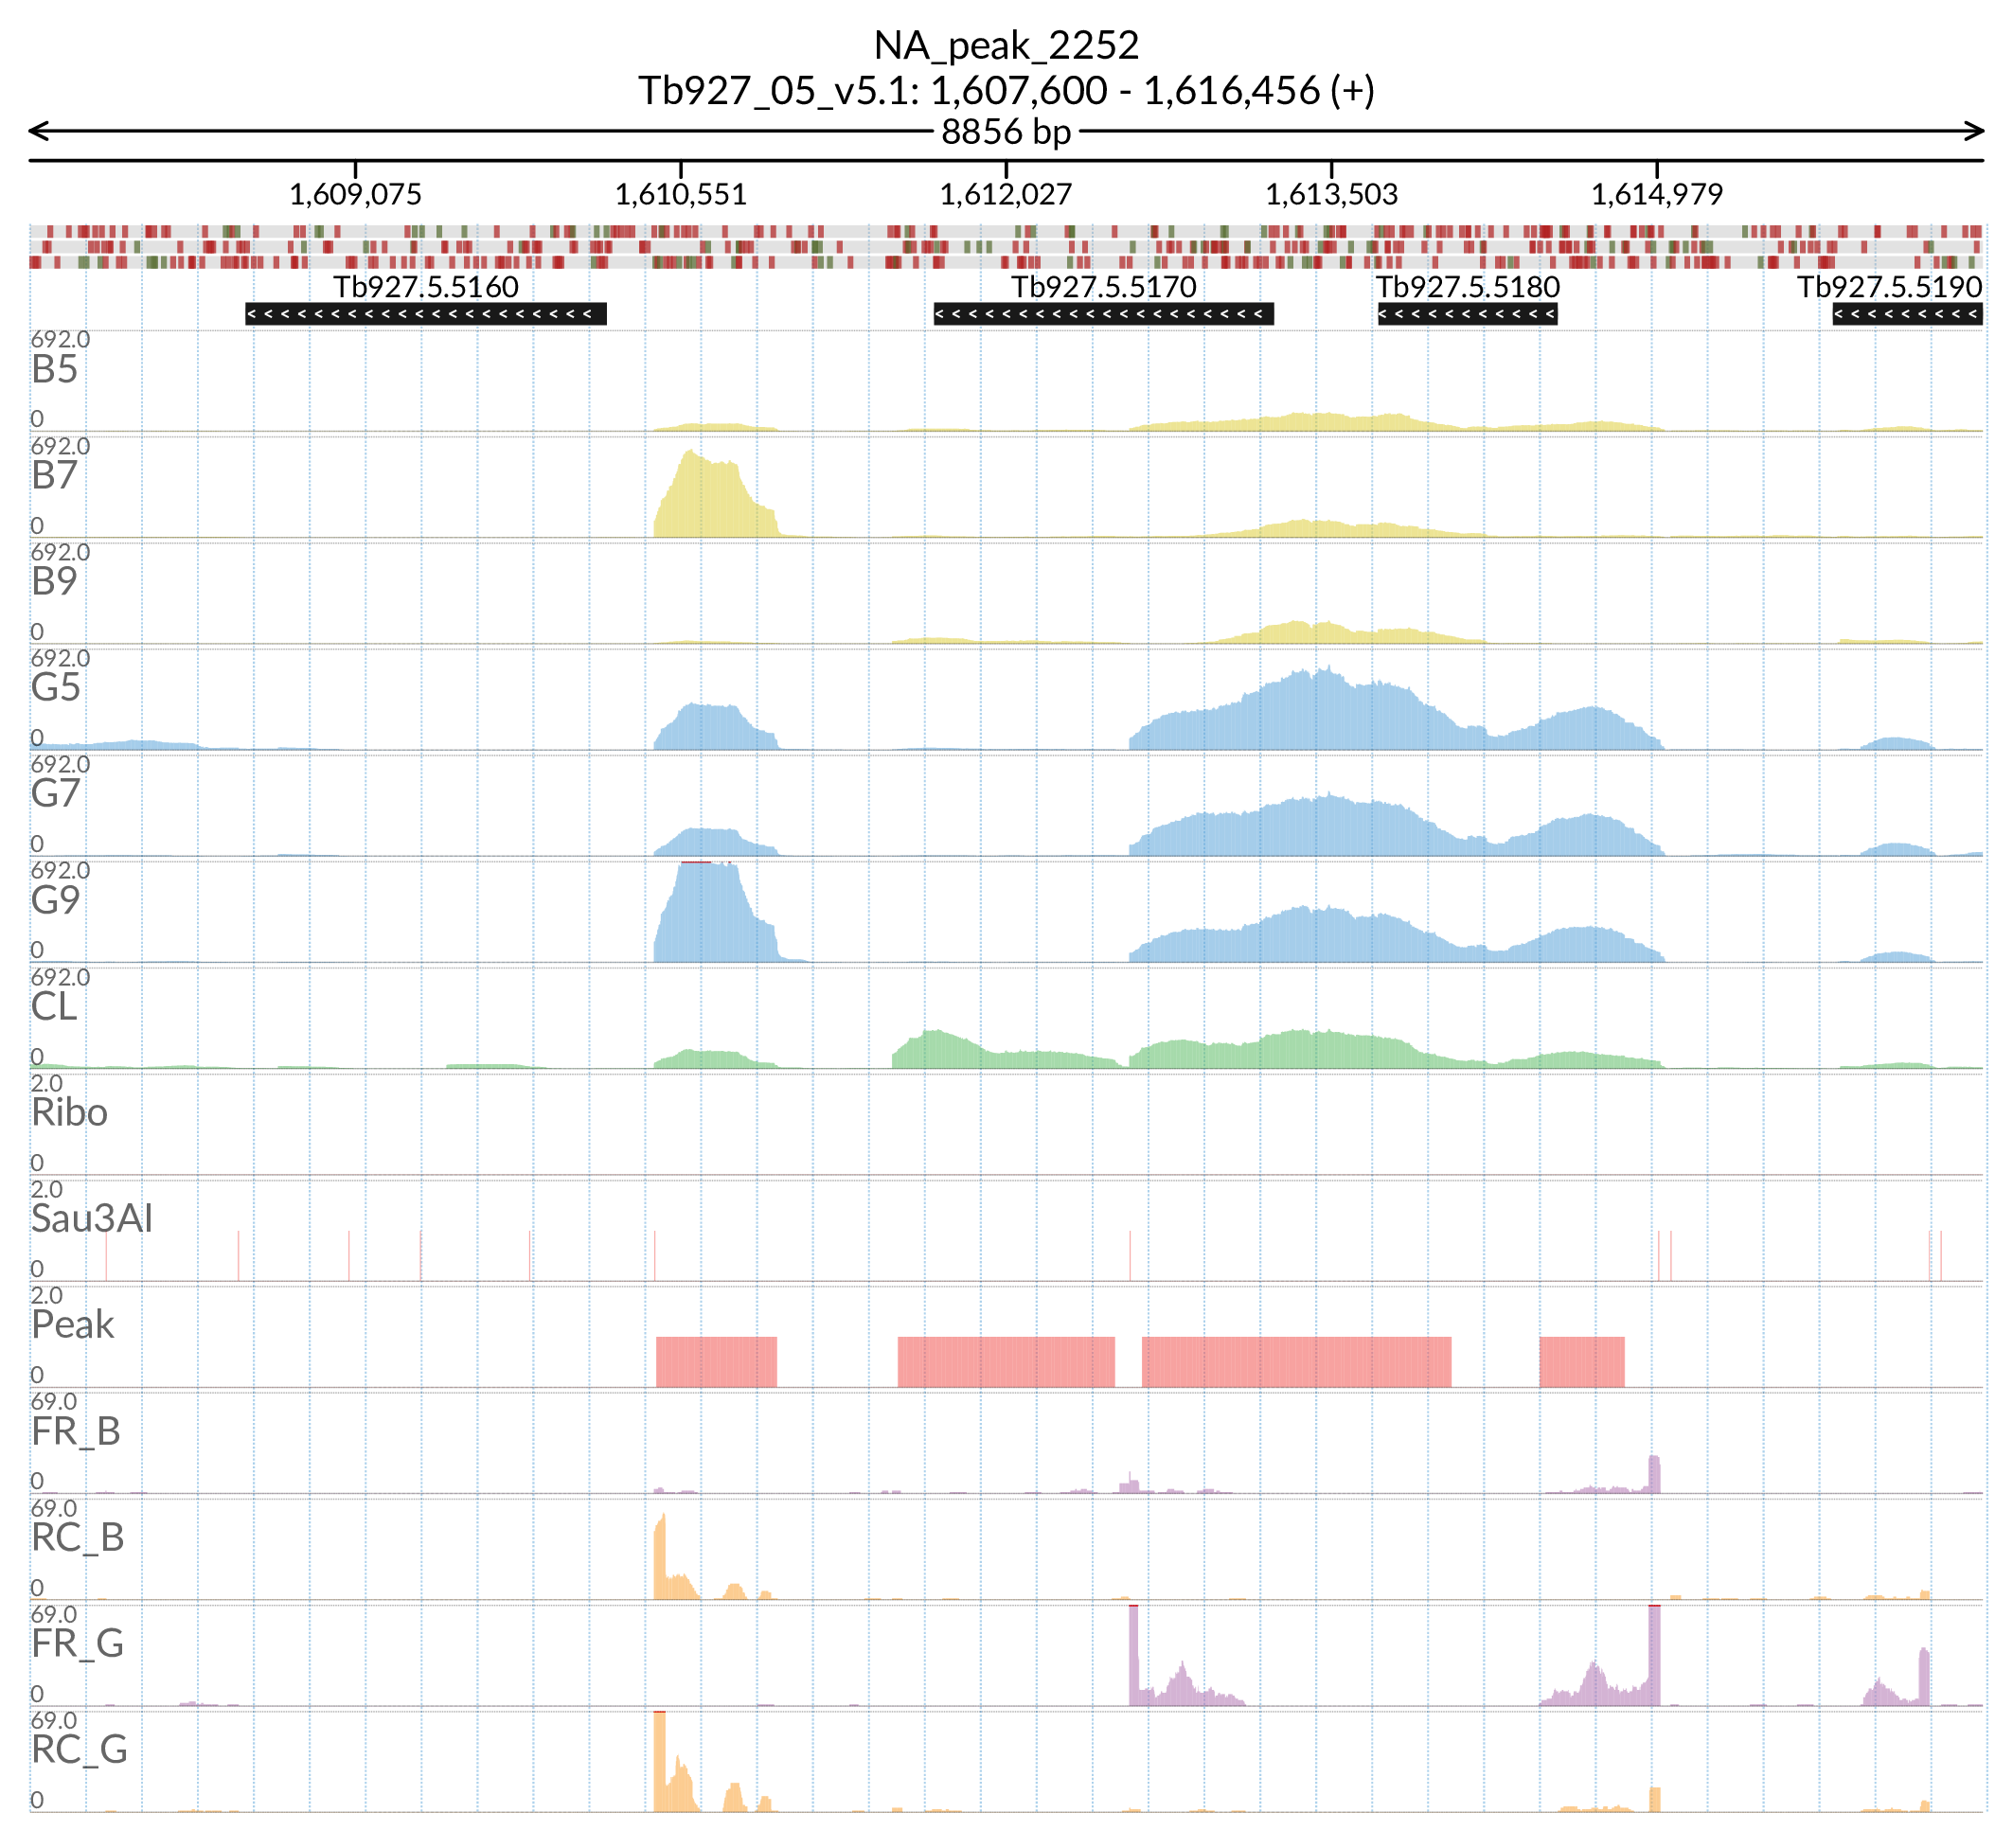 NA_peak_2252
Tb927_05_v5.1: 1,607,600 - 1,616,456 (+)
8856 bp
1,609,075 1,610,551 1,612,027 1,613,503 1,614,979
Tb927.5.5160 Tb927.5.5170 Tb927.5.5180 Tb927.5.5190
692.0
B5
0
692.0
B7
0
692.0
B9
0
692.0
G5
0
692.0
G7
0
692.0
G9
0
692.0
CL
0
2.0
Ribo
0
2.0
Sau3AI
0
2.0
Peak
0
69.0
FR_B
0
69.0
RC_B
0
69.0
FR_G
0
69.0
RC_G
0